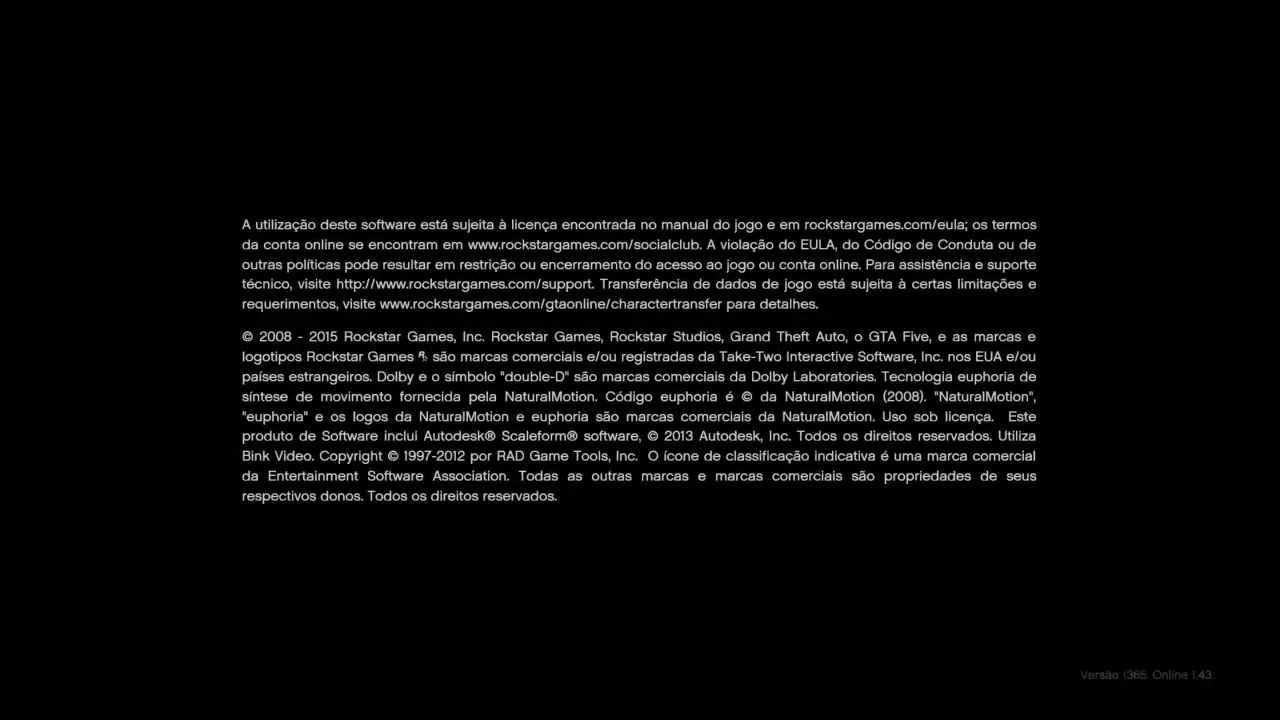 A utilização deste software está sujeita à licença encontrada no manual do jogo e em rockstargames.com/eula; os termos
da conta online se encontram em www.rockstargames.com/socialclub. A violação do EULA, do Código de Conduta ou de
outras políticas pode resultar em restrição ou encerramento do acesso ao jogo ou conta online. Para assistência e suporte
técnico, visite http://www.rockstargames.com/support. Transferência de dados de jogo está sujeita à certas limitações e
requerimentos, visite www.rockstargames.com/gtaonline/charactertransfer para detalhes.
© 2008 - 2015 Rockstar Games, Inc. Rockstar Games, Rockstar Studios, Grand Theft Auto, o GTA Five, e as marcas e
logotipos Rockstar Games R* são marcas comerciais e/ou registradas da Take-Two Interactive Software, Inc. nos EUA e/ou
países estrangeiros. Dolby e o símbolo "double-D" são marcas comerciais da Dolby Laboratories. Tecnologia euphoria de
síntese de movimento fornecida pela NaturalMotion. Código euphoria é © da NaturalMotion (2008). "NaturalMotion",
"euphoria" e os logos da NaturalMotion e euphoria são marcas comerciais da NaturalMotion. Uso sob licença. Este
produto de Software inclui Autodesk® Scaleform® software, © 2013 Autodesk, Inc. Todos os direitos reservados. Utiliza
Bink Video. Copyright © 1997-2012 por RAD Game Tools, Inc. O ícone de classificação indicativa é uma marca comercial
da Entertainment Software Association. Todas as outras marcas e marcas comerciais são propriedades de seus
respectivos donos. Todos os direitos reservados.
Versão 1365. Online 1.43.